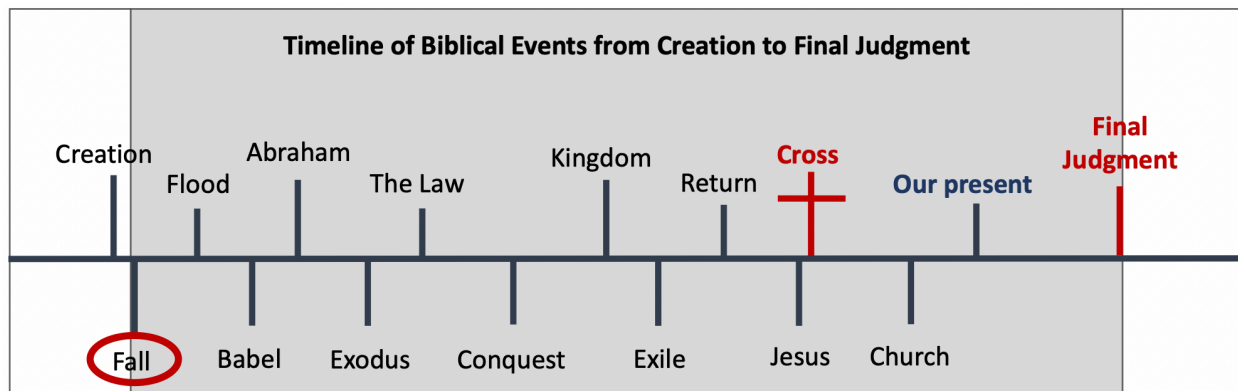 Timeline of Biblical Events from Creation to Final Judgment
Creation
Flood
Abraham
The Law
Kingdom
Return
Cross
Our present
Final
Judgment
Fall
Babel
Exodus
Conquest
Exile
Jesus
Church